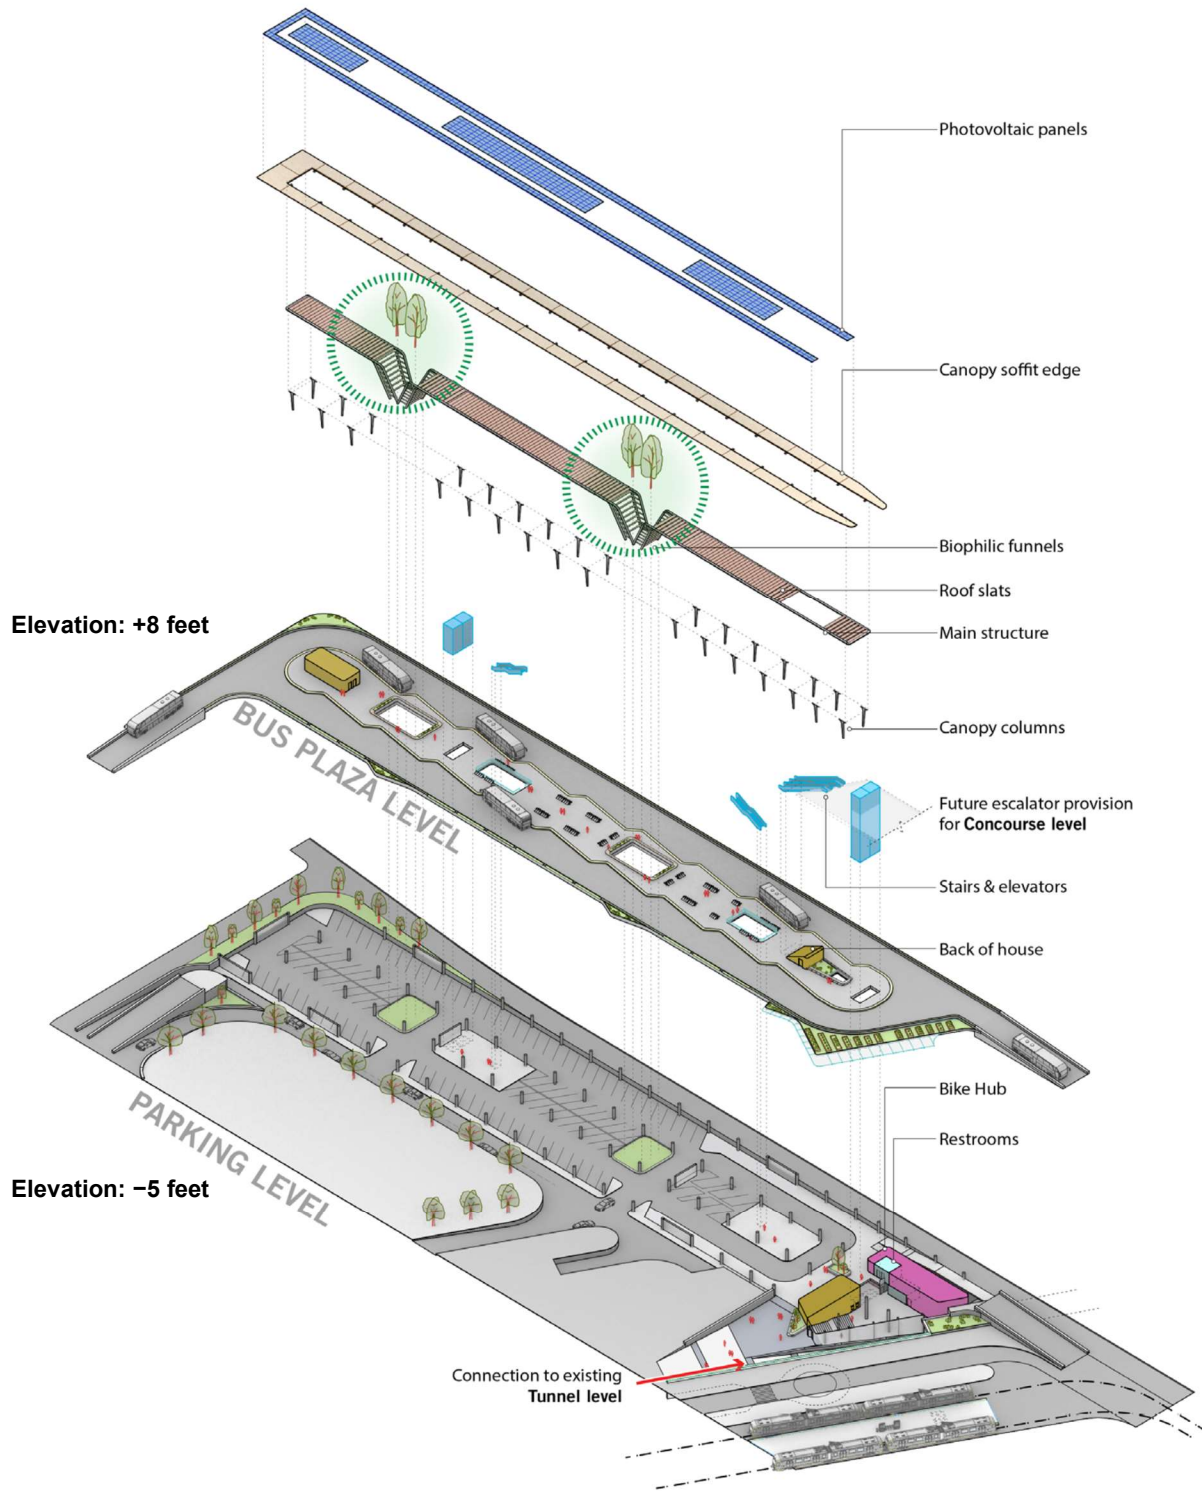 Photovoltaic panels
Canopy soffit edge
Biophilic funnels
Roof slats
Elevation: +8 feet
Main structure
BUS PLAZA LEVEL
Canopy columns
Future escalator provision
for Concourse level
Stairs & elevators
Back of house
Bike Hub
PARKING LEVEL
Restrooms
Elevation: −5 feet
Connection to existing
Tunnel level